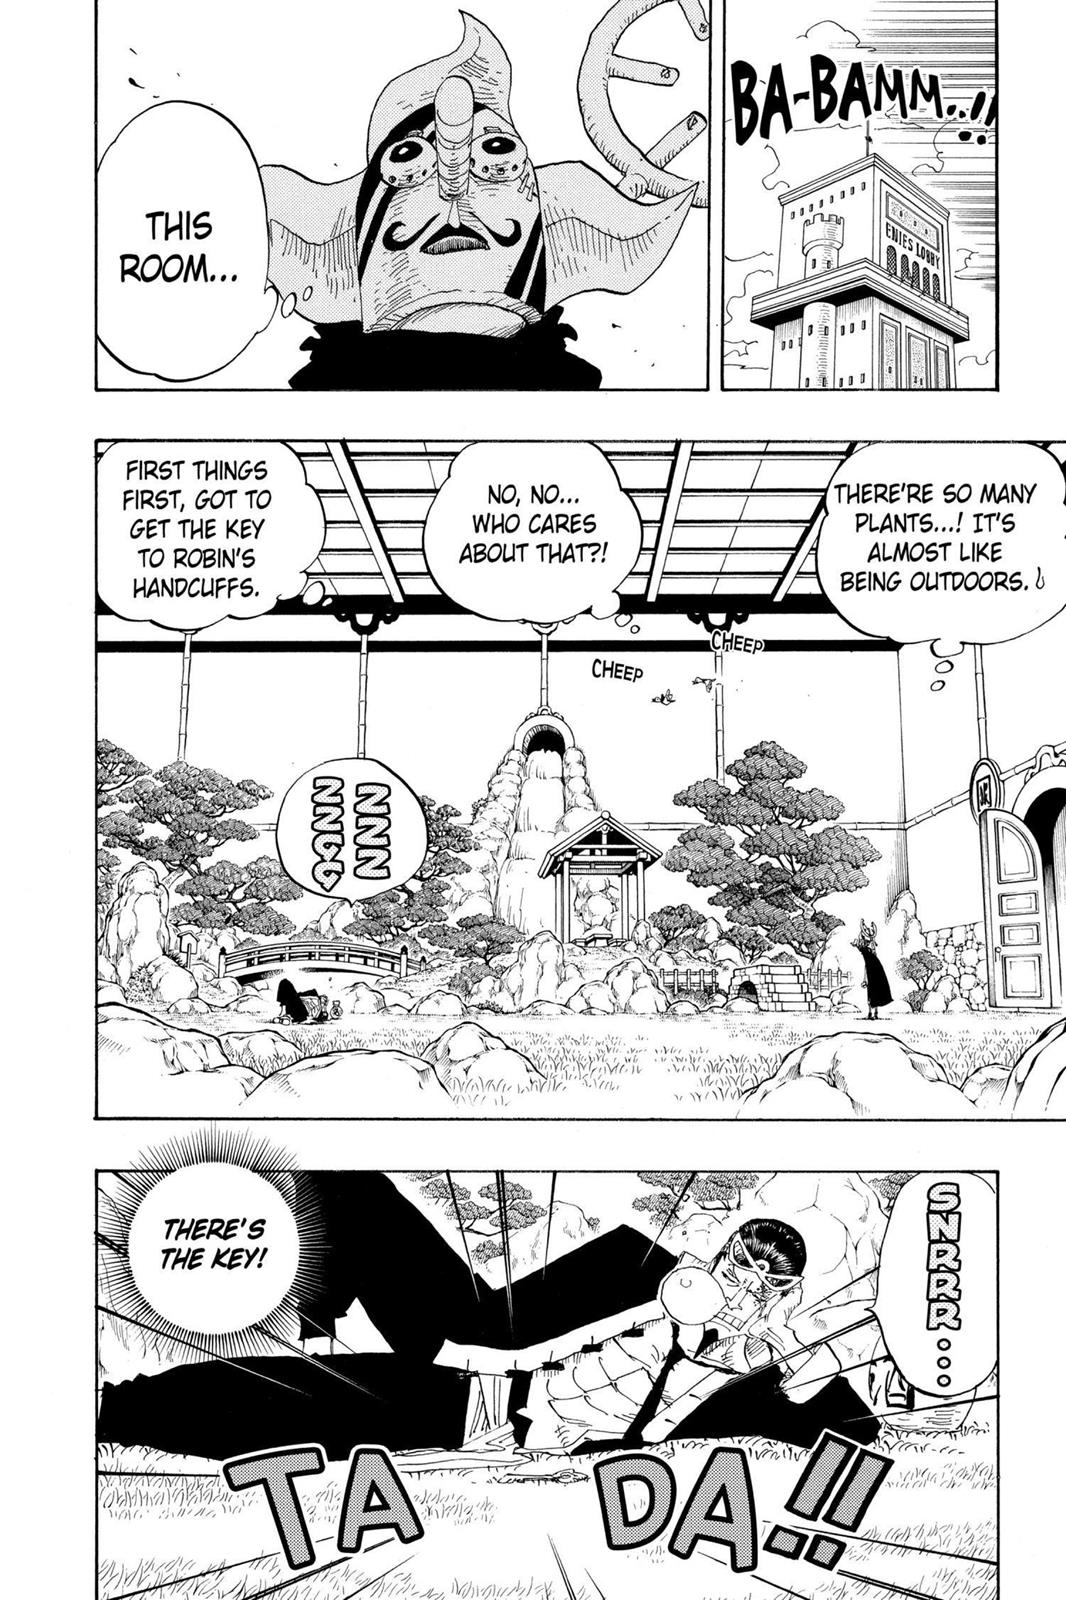 BA-BAMM..!!
ENIES LOBBY
THIS
ROOM...
THERE'RE SO MANY
PLANTS...! IT'S
ALMOST LIKE
BEING OUTDOORS.
NO, NO...
WHO CARES
ABOUT THAT?!
FIRST THINGS
FIRST, GOT TO
GET THE KEY
TO ROBIN'S
HANDCUFFS.
CHEEP
CHEEP
NNN
NNGG
SNRRR...
THERE'S
THE KEY!
TA DA!!